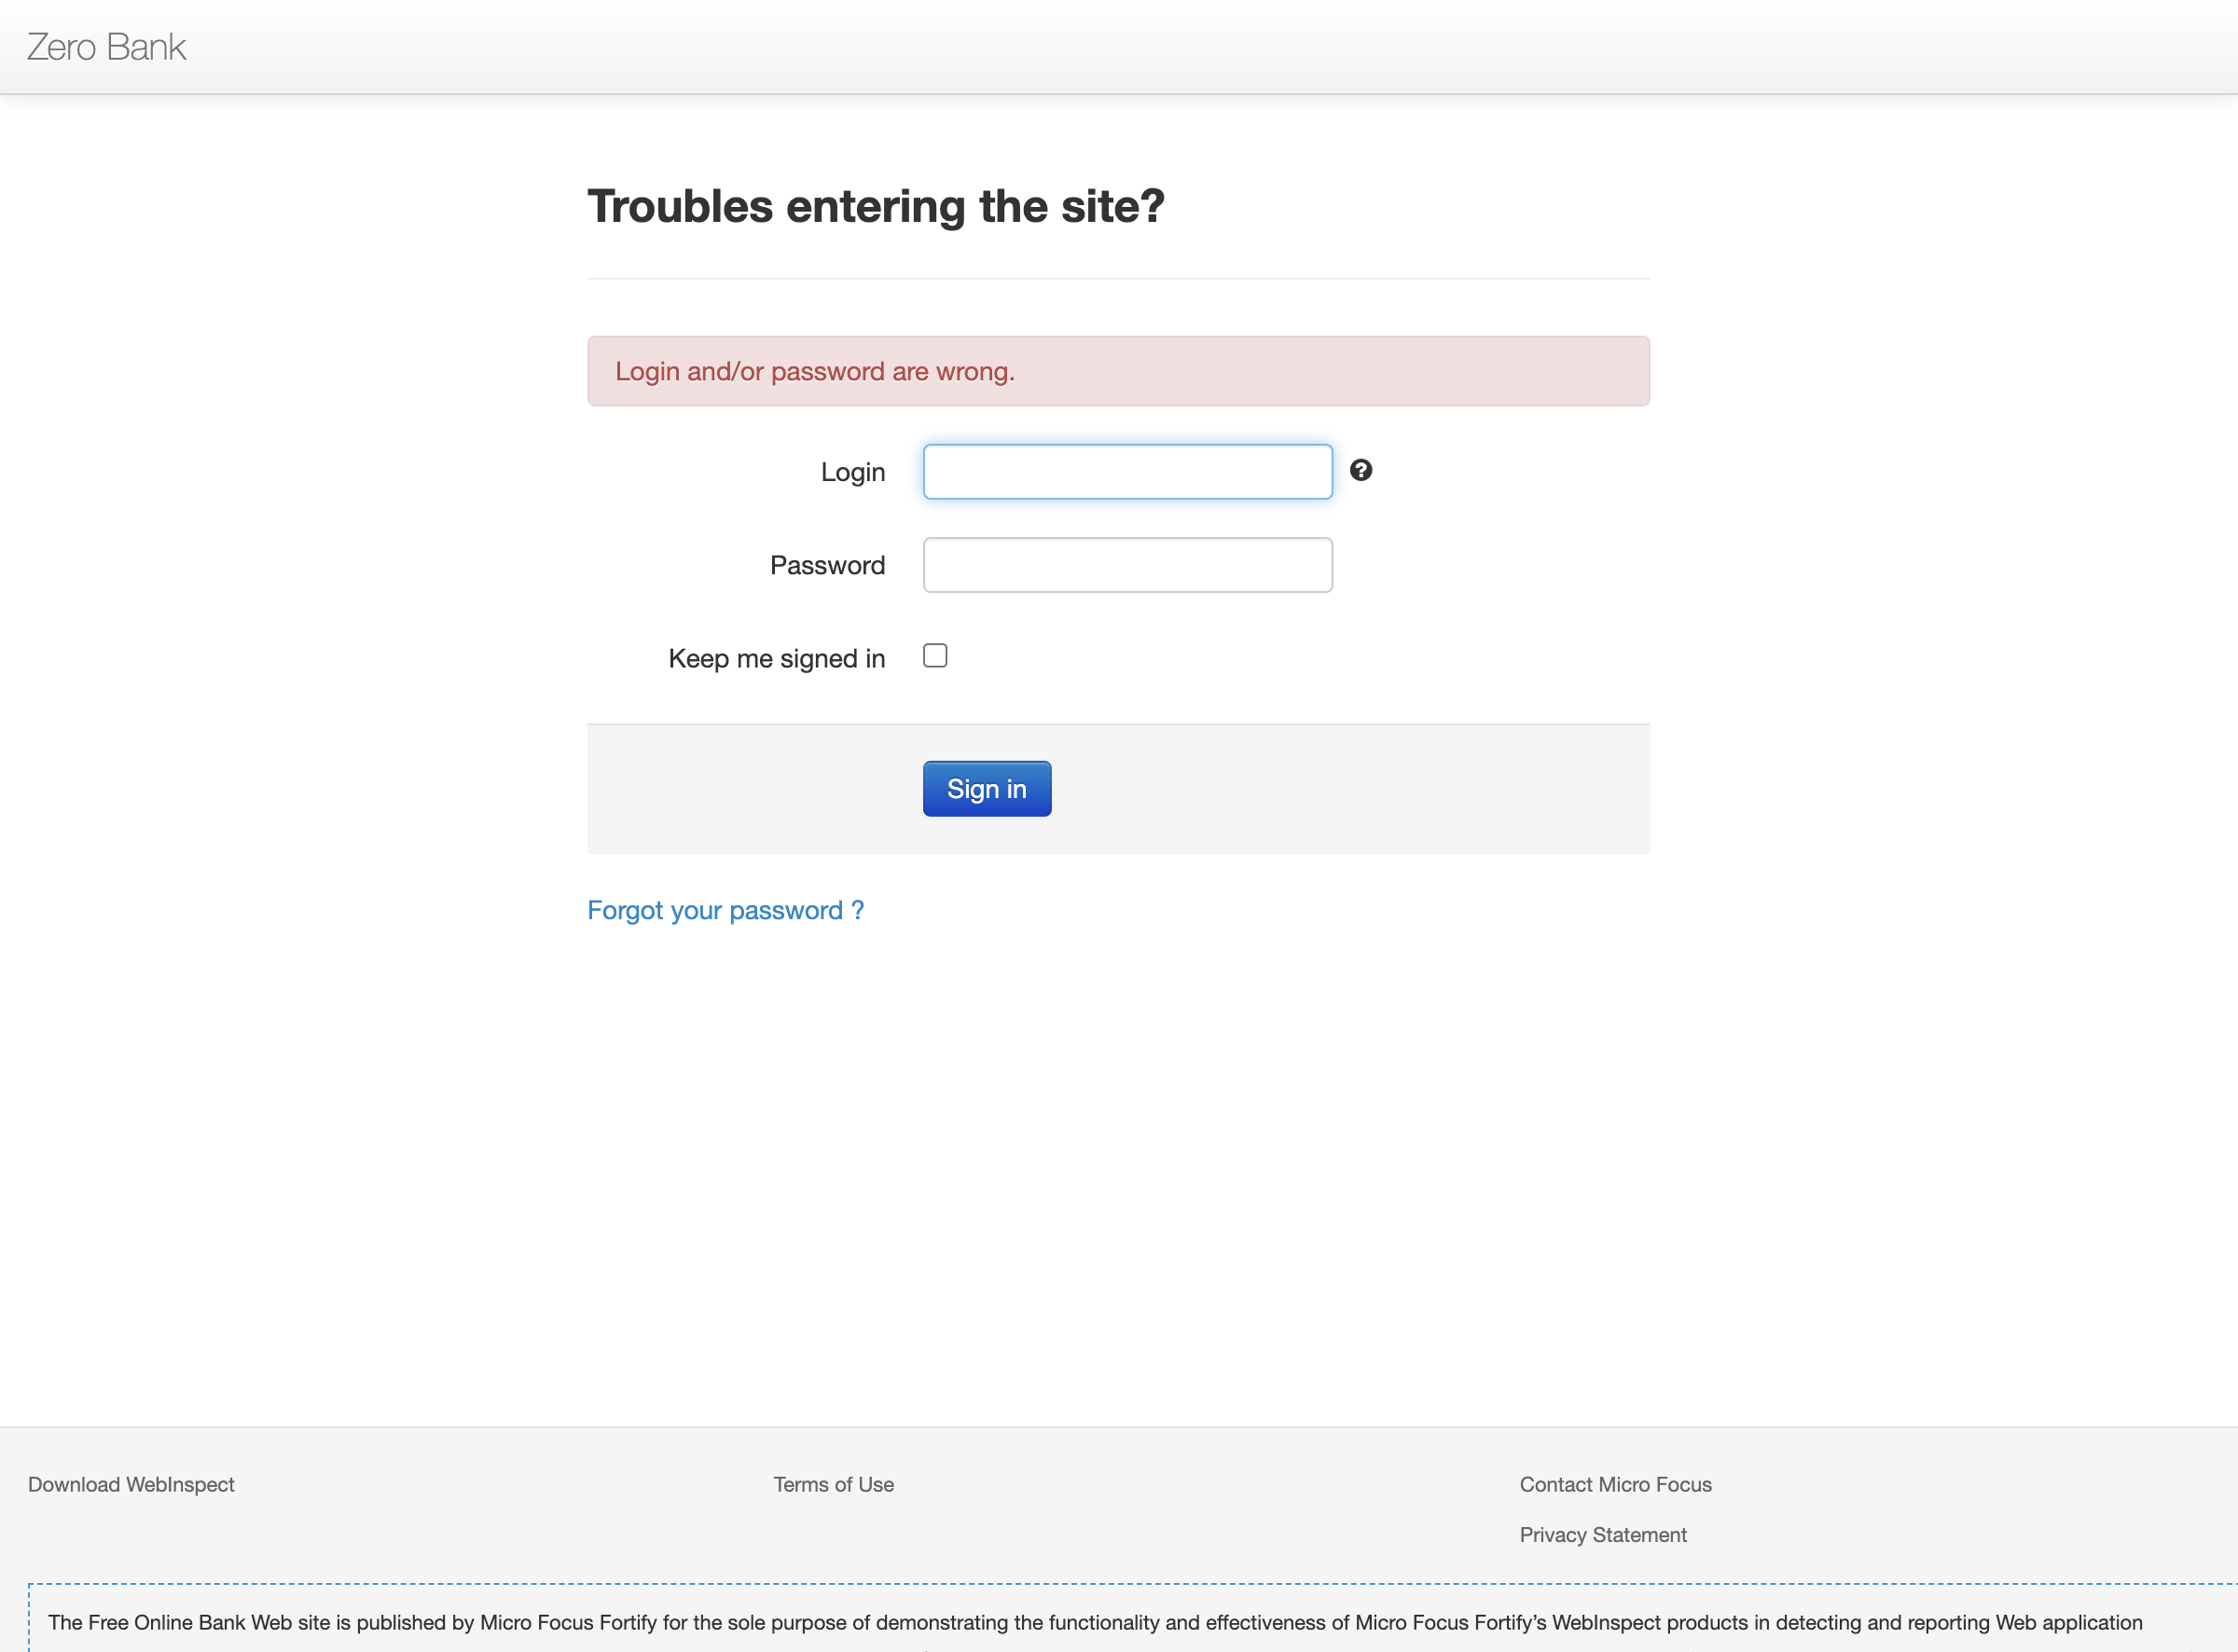 Zero Bank
Troubles entering the site?
Login and/or password are wrong.
Login
Password
Keep me signed in
Sign in
Forgot your password ?
Download WebInspect
Terms of Use
Contact Micro Focus
Privacy Statement
The Free Online Bank Web site is published by Micro Focus Fortify for the sole purpose of demonstrating the functionality and effectiveness of Micro Focus Fortify’s WebInspect products in detecting and reporting Web application